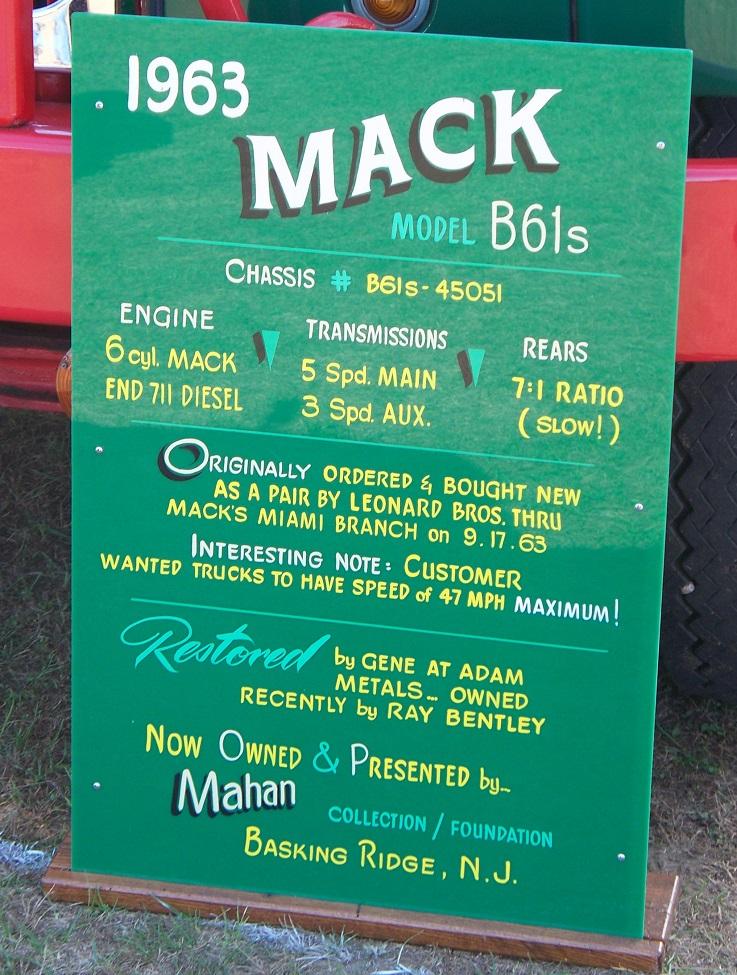 1963
MACK
MODEL B61s
CHASSIS # B61s-45051
ENGINE TRANSMISSIONS REARS
6 cyl. MACK 5 Spd. MAIN 7:1 RATIO
END 711 DIESEL 3 Spd. AUX. (SLOW!)
ORIGINALLY ORDERED & BOUGHT NEW
AS A PAIR BY LEONARD BROS. THRU
MACK'S MIAMI BRANCH on 9.17.63
INTERESTING NOTE: CUSTOMER
WANTED TRUCKS TO HAVE SPEED of 47 MPH MAXIMUM!
Restored by GENE AT ADAM
METALS... OWNED
RECENTLY by RAY BENTLEY
NOW OWNED & PRESENTED by...
Mahan
COLLECTION / FOUNDATION
BASKING RIDGE, N.J.